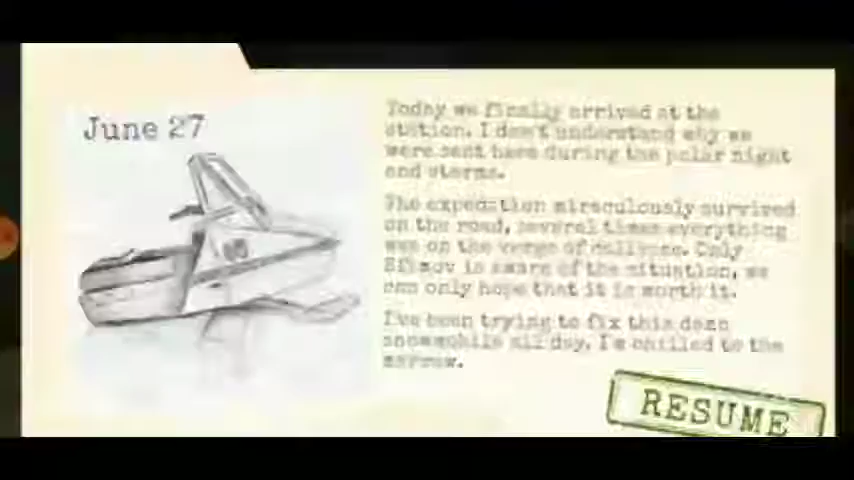 June 27
Today we finally arrived at the
station. I don't understand why we
were sent here during the polar night
and storms.
The expedition miraculously survived
on the road, several times everything
was on the verge of collapse. Only
is aware of the situation, we
can only hope that it is worth it.
I've been trying to fix this damn
snowmobile all day, I'm chilled to the
marrow.
RESUME